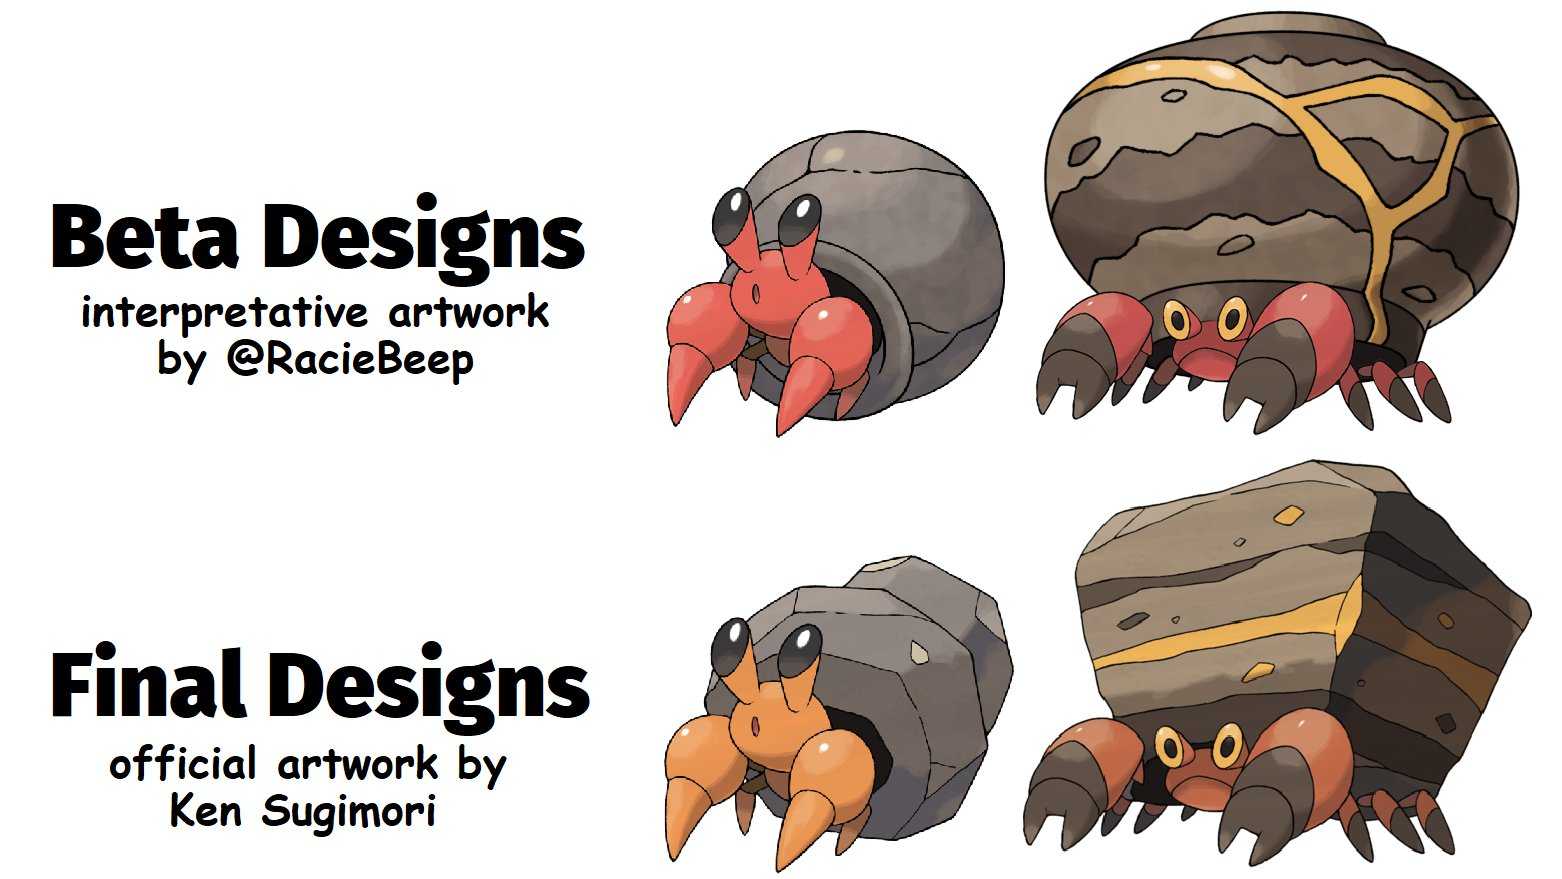 Beta Designs
interpretative artwork
by @RacieBeep
Final Designs
official artwork by
Ken Sugimori